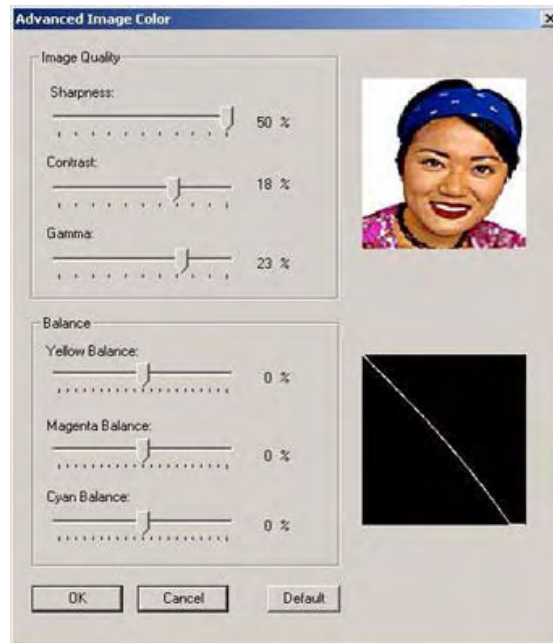 Advanced Image Color
Image Quality
Sharpness:
50 %
Contrast:
18 %
Gamma:
23 %
Balance
Yellow Balance:
0 %
Magenta Balance:
0 %
Cyan Balance:
0 %
OK Cancel Default